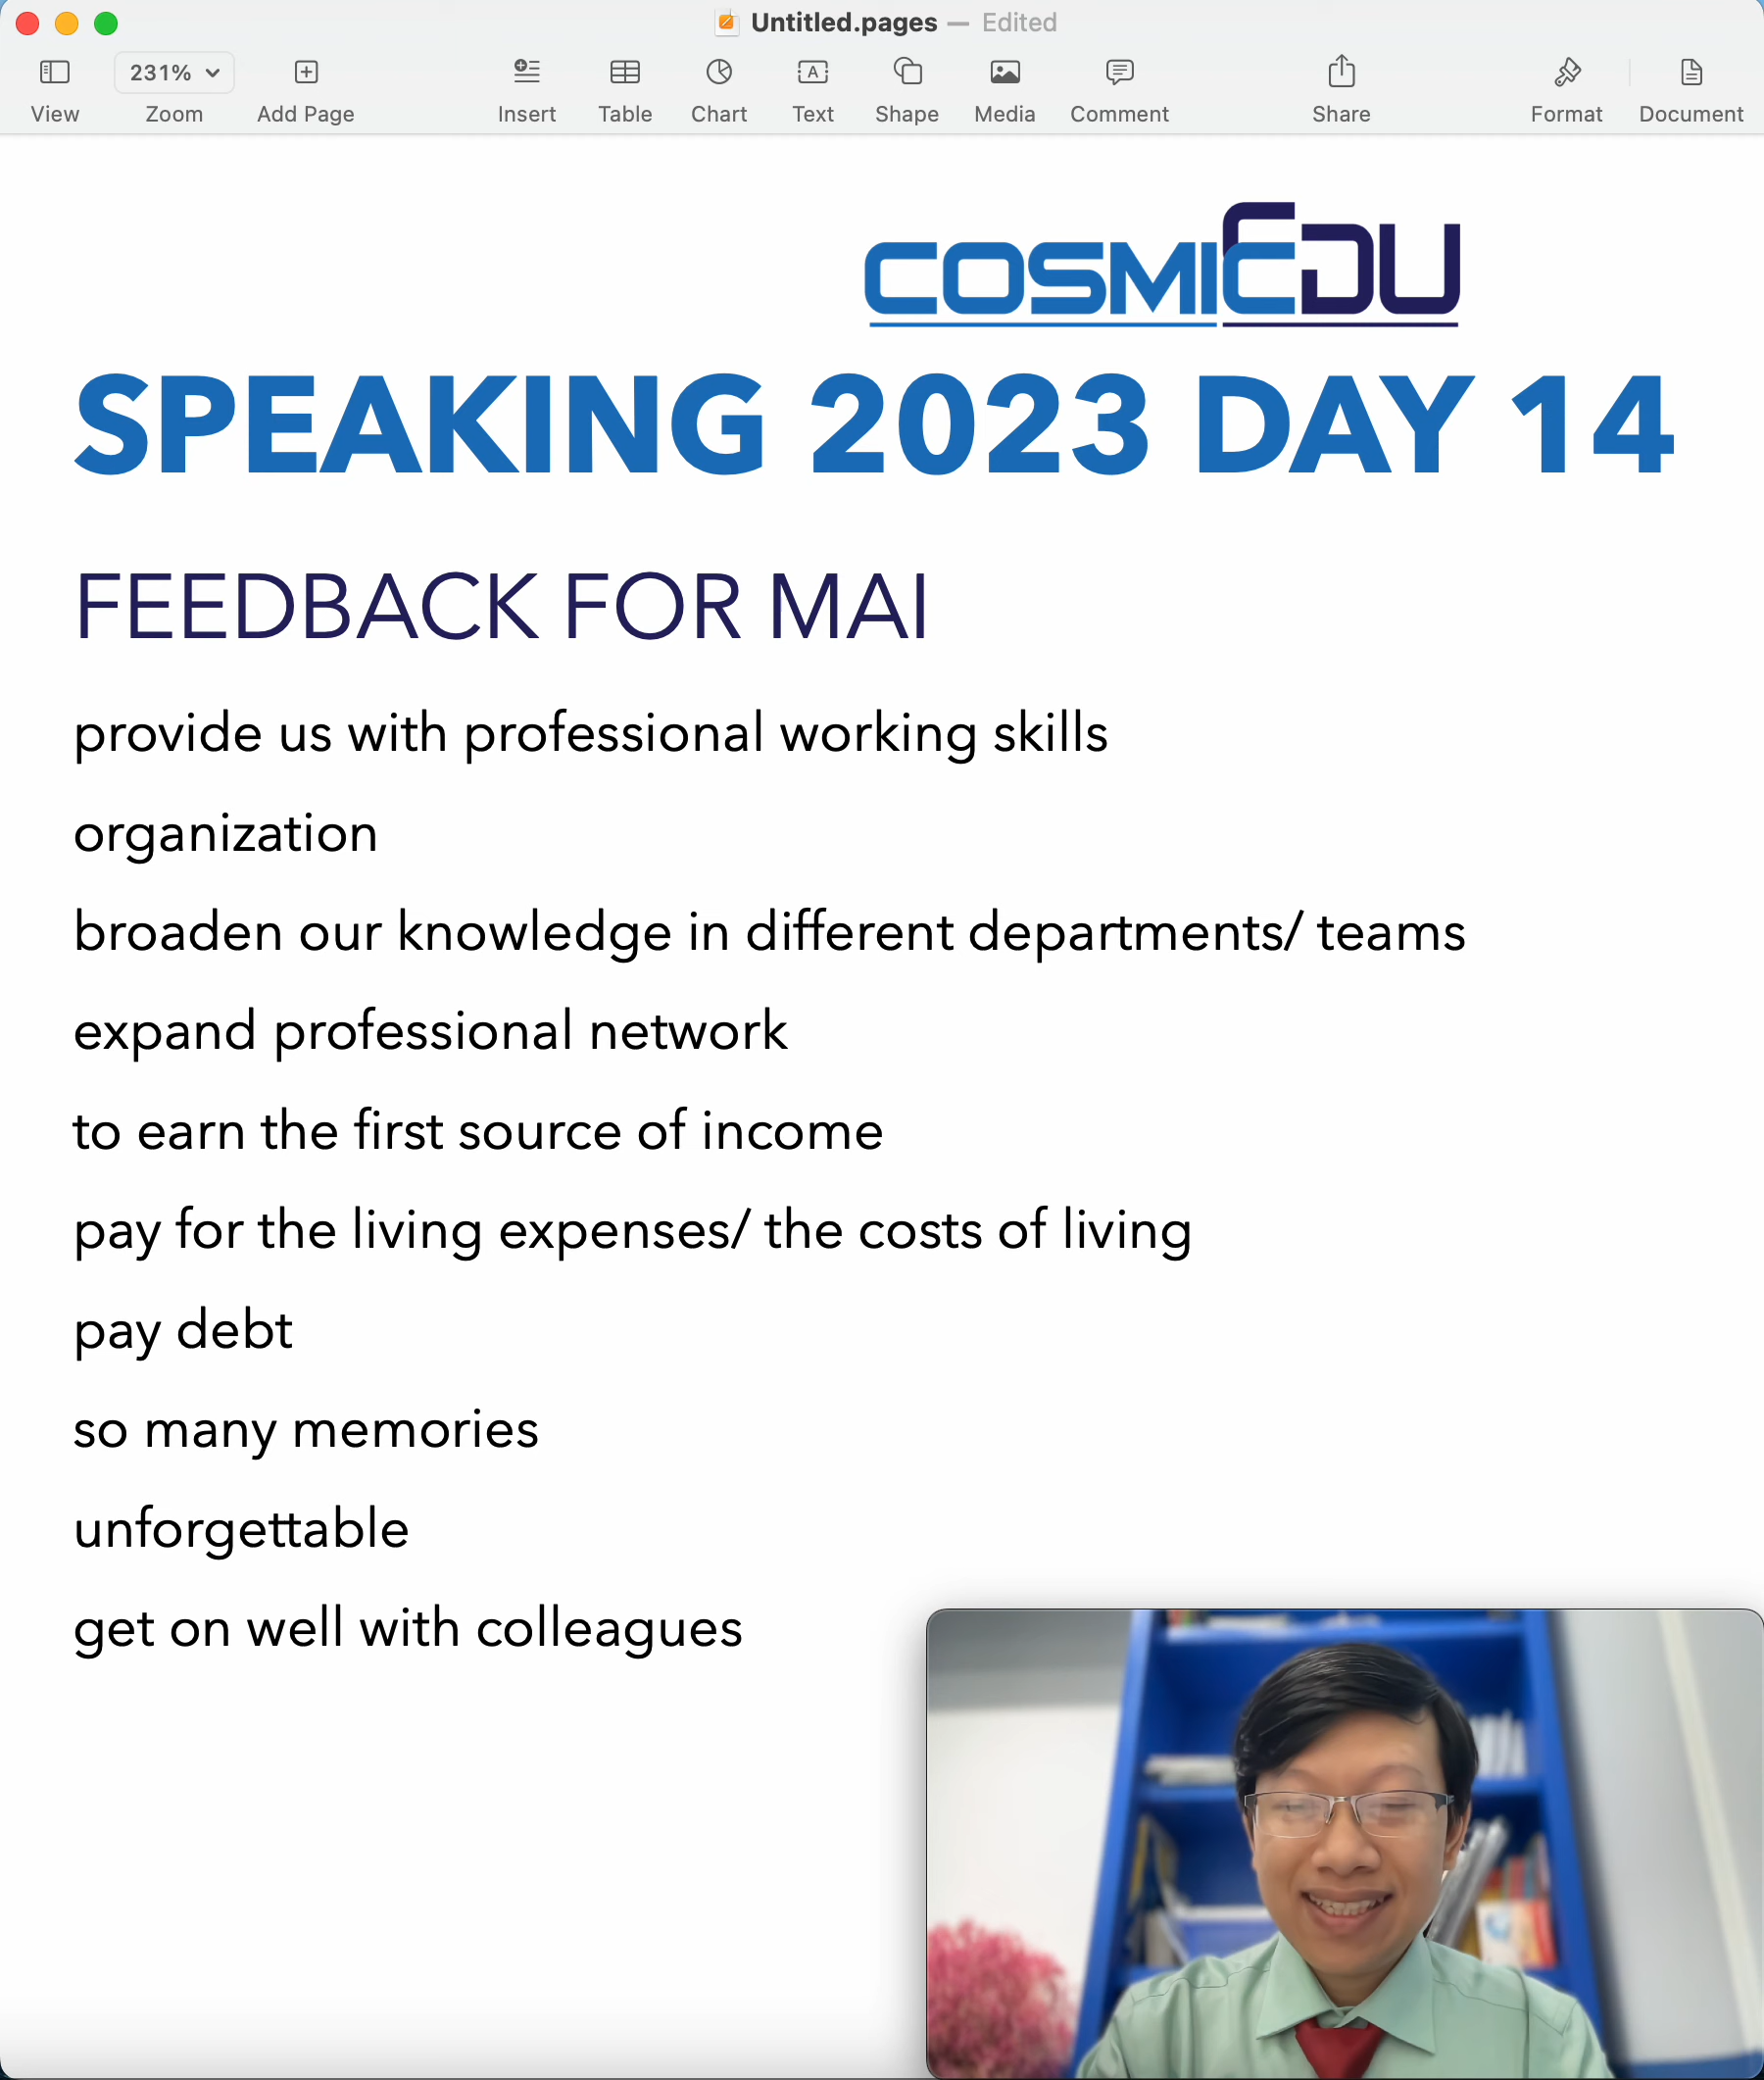 Untitled.pages — Edited
231%
View
Zoom
Add Page
Insert
Table
Chart
Text
Shape
Media
Comment
Share
Format
Document
COSMIEDU
SPEAKING 2023 DAY 14
FEEDBACK FOR MAI
provide us with professional working skills
organization
broaden our knowledge in different departments/ teams
expand professional network
to earn the first source of income
pay for the living expenses/ the costs of living
pay debt
so many memories
unforgettable
get on well with colleagues